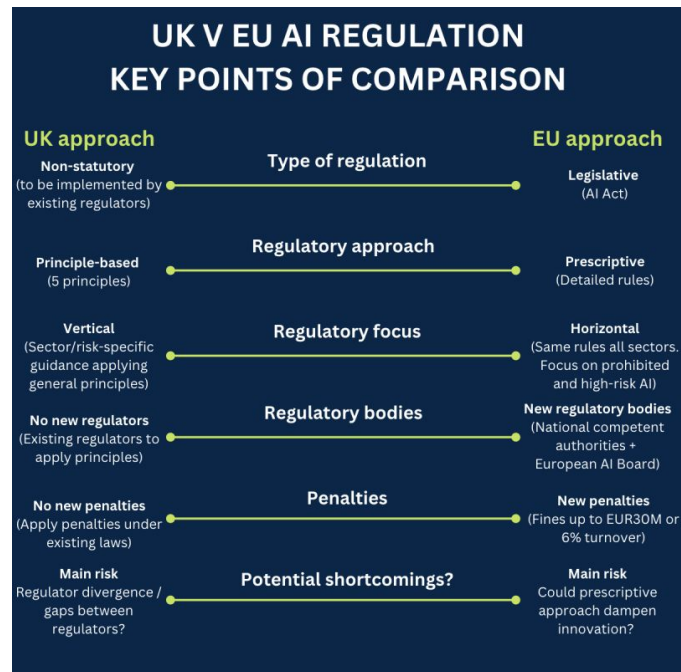 UK V EU AI REGULATION
KEY POINTS OF COMPARISON
UK approach
EU approach
Type of regulation
Non-statutory
(to be implemented by
existing regulators)
Legislative
(AI Act)
Regulatory approach
Principle-based
(5 principles)
Prescriptive
(Detailed rules)
Regulatory focus
Vertical
(Sector/risk-specific
guidance applying
general principles)
Horizontal
(Same rules all sectors.
Focus on prohibited
and high-risk AI)
Regulatory bodies
No new regulators
(Existing regulators to
apply principles)
New regulatory bodies
(National competent
authorities +
European AI Board)
Penalties
No new penalties
(Apply penalties under
existing laws)
New penalties
(Fines up to EUR30M or
6% turnover)
Potential shortcomings?
Main risk
Regulator divergence /
gaps between
regulators?
Main risk
Could prescriptive
approach dampen
innovation?